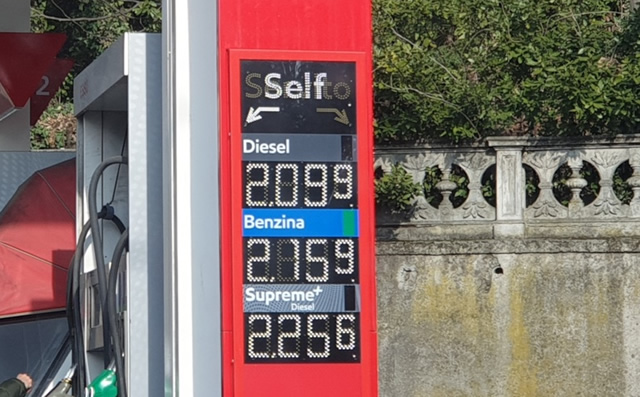 Self
Diesel
2.099
Benzina
2.159
Supreme+
Diesel
2.256
2